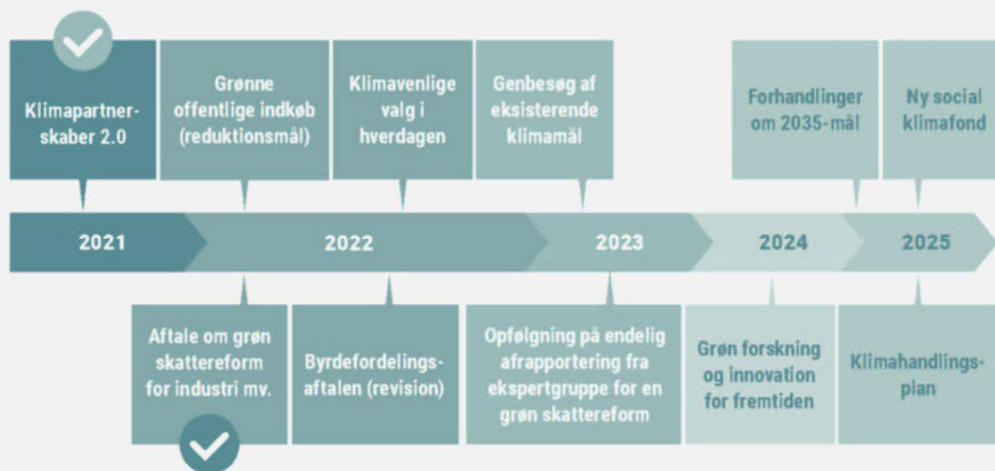 Klimapartner-
skaber 2.0
Grønne
offentlige indkøb
(reduktionsmål)
Klimavenlige
valg i
hverdagen
Genbesøg af
eksisterende
klimamål
Forhandlinger
om 2035-mål
Ny social
klimafond
2021
2022
2023
2024
2025
Aftale om grøn
skattereform
for industri mv.
Byrdefordelings-
aftalen (revision)
Opfølgning på endelig
afrapportering fra
ekspertgruppe for en
grøn skattereform
Grøn forskning
og innovation
for fremtiden
Klimahandlings-
plan